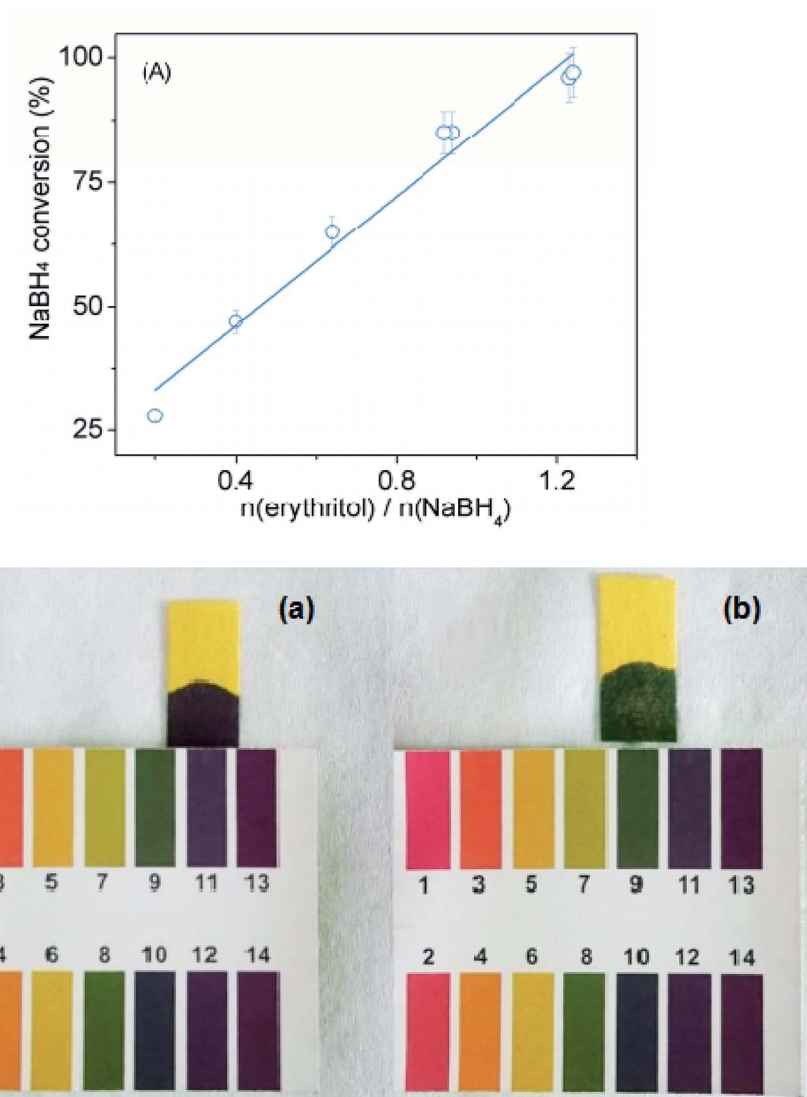 (A)
NaBH₄ conversion (%)
100
75
50
25
0.4 0.8 1.2
n(erythritol) / n(NaBH₄)
(a)
5 7 9 11 13
4 6 8 10 12 14
(b)
1 3 5 7 9 11 13
2 4 6 8 10 12 14